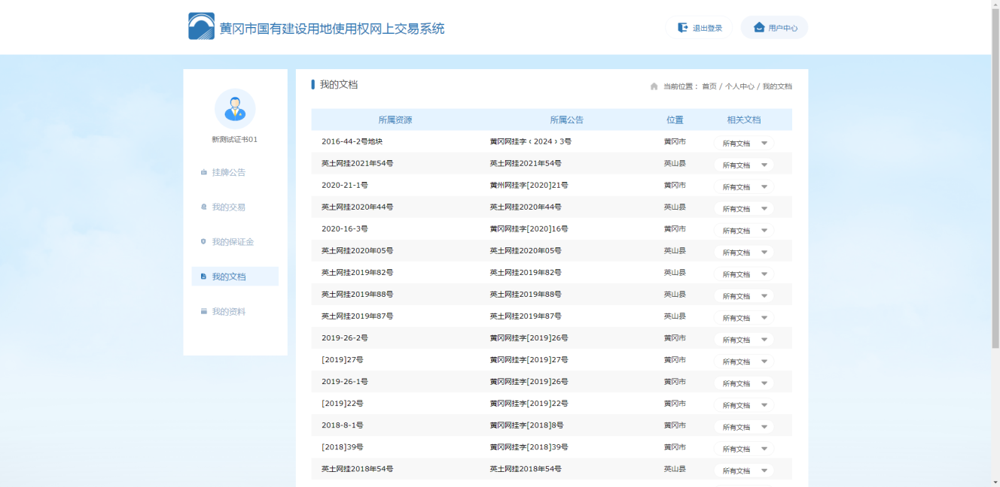 黄冈市国有建设用地使用权网上交易系统
退出登录
用户中心
新测试证书01
挂牌公告
我的交易
我的保证金
我的文档
我的资料
我的文档
当前位置： 首页 / 个人中心 / 我的文档
所属资源 所属公告 位置 相关文档
2016-44-2号地块 黄冈网挂字﹤2024﹥3号 黄冈市 所有文档
英土网挂2021年54号 英土网挂2021年54号 英山县 所有文档
2020-21-1号 黄州网挂字[2020]21号 黄冈市 所有文档
英土网挂2020年44号 英土网挂2020年44号 英山县 所有文档
2020-16-3号 黄冈网挂字[2020]16号 黄冈市 所有文档
英土网挂2020年05号 英土网挂2020年05号 英山县 所有文档
英土网挂2019年82号 英土网挂2019年82号 英山县 所有文档
英土网挂2019年88号 英土网挂2019年88号 英山县 所有文档
英土网挂2019年87号 英土网挂2019年87号 英山县 所有文档
2019-26-2号 黄冈网挂字[2019]26号 黄冈市 所有文档
[2019]27号 黄冈网挂字[2019]27号 黄冈市 所有文档
2019-26-1号 黄冈网挂字[2019]26号 黄冈市 所有文档
[2019]22号 黄冈网挂字[2019]22号 黄冈市 所有文档
2018-8-1号 黄冈网挂字[2018]8号 黄冈市 所有文档
[2018]39号 黄冈网挂字[2018]39号 黄冈市 所有文档
英土网挂2018年54号 英土网挂2018年54号 英山县 所有文档